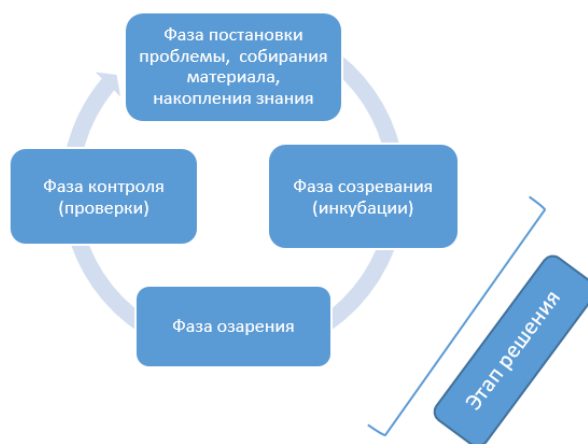 Фаза постановки
проблемы, собирания
материала,
накопления знания
Фаза контроля
(проверки)
Фаза созревания
(инкубации)
Фаза озарения
Этап решения